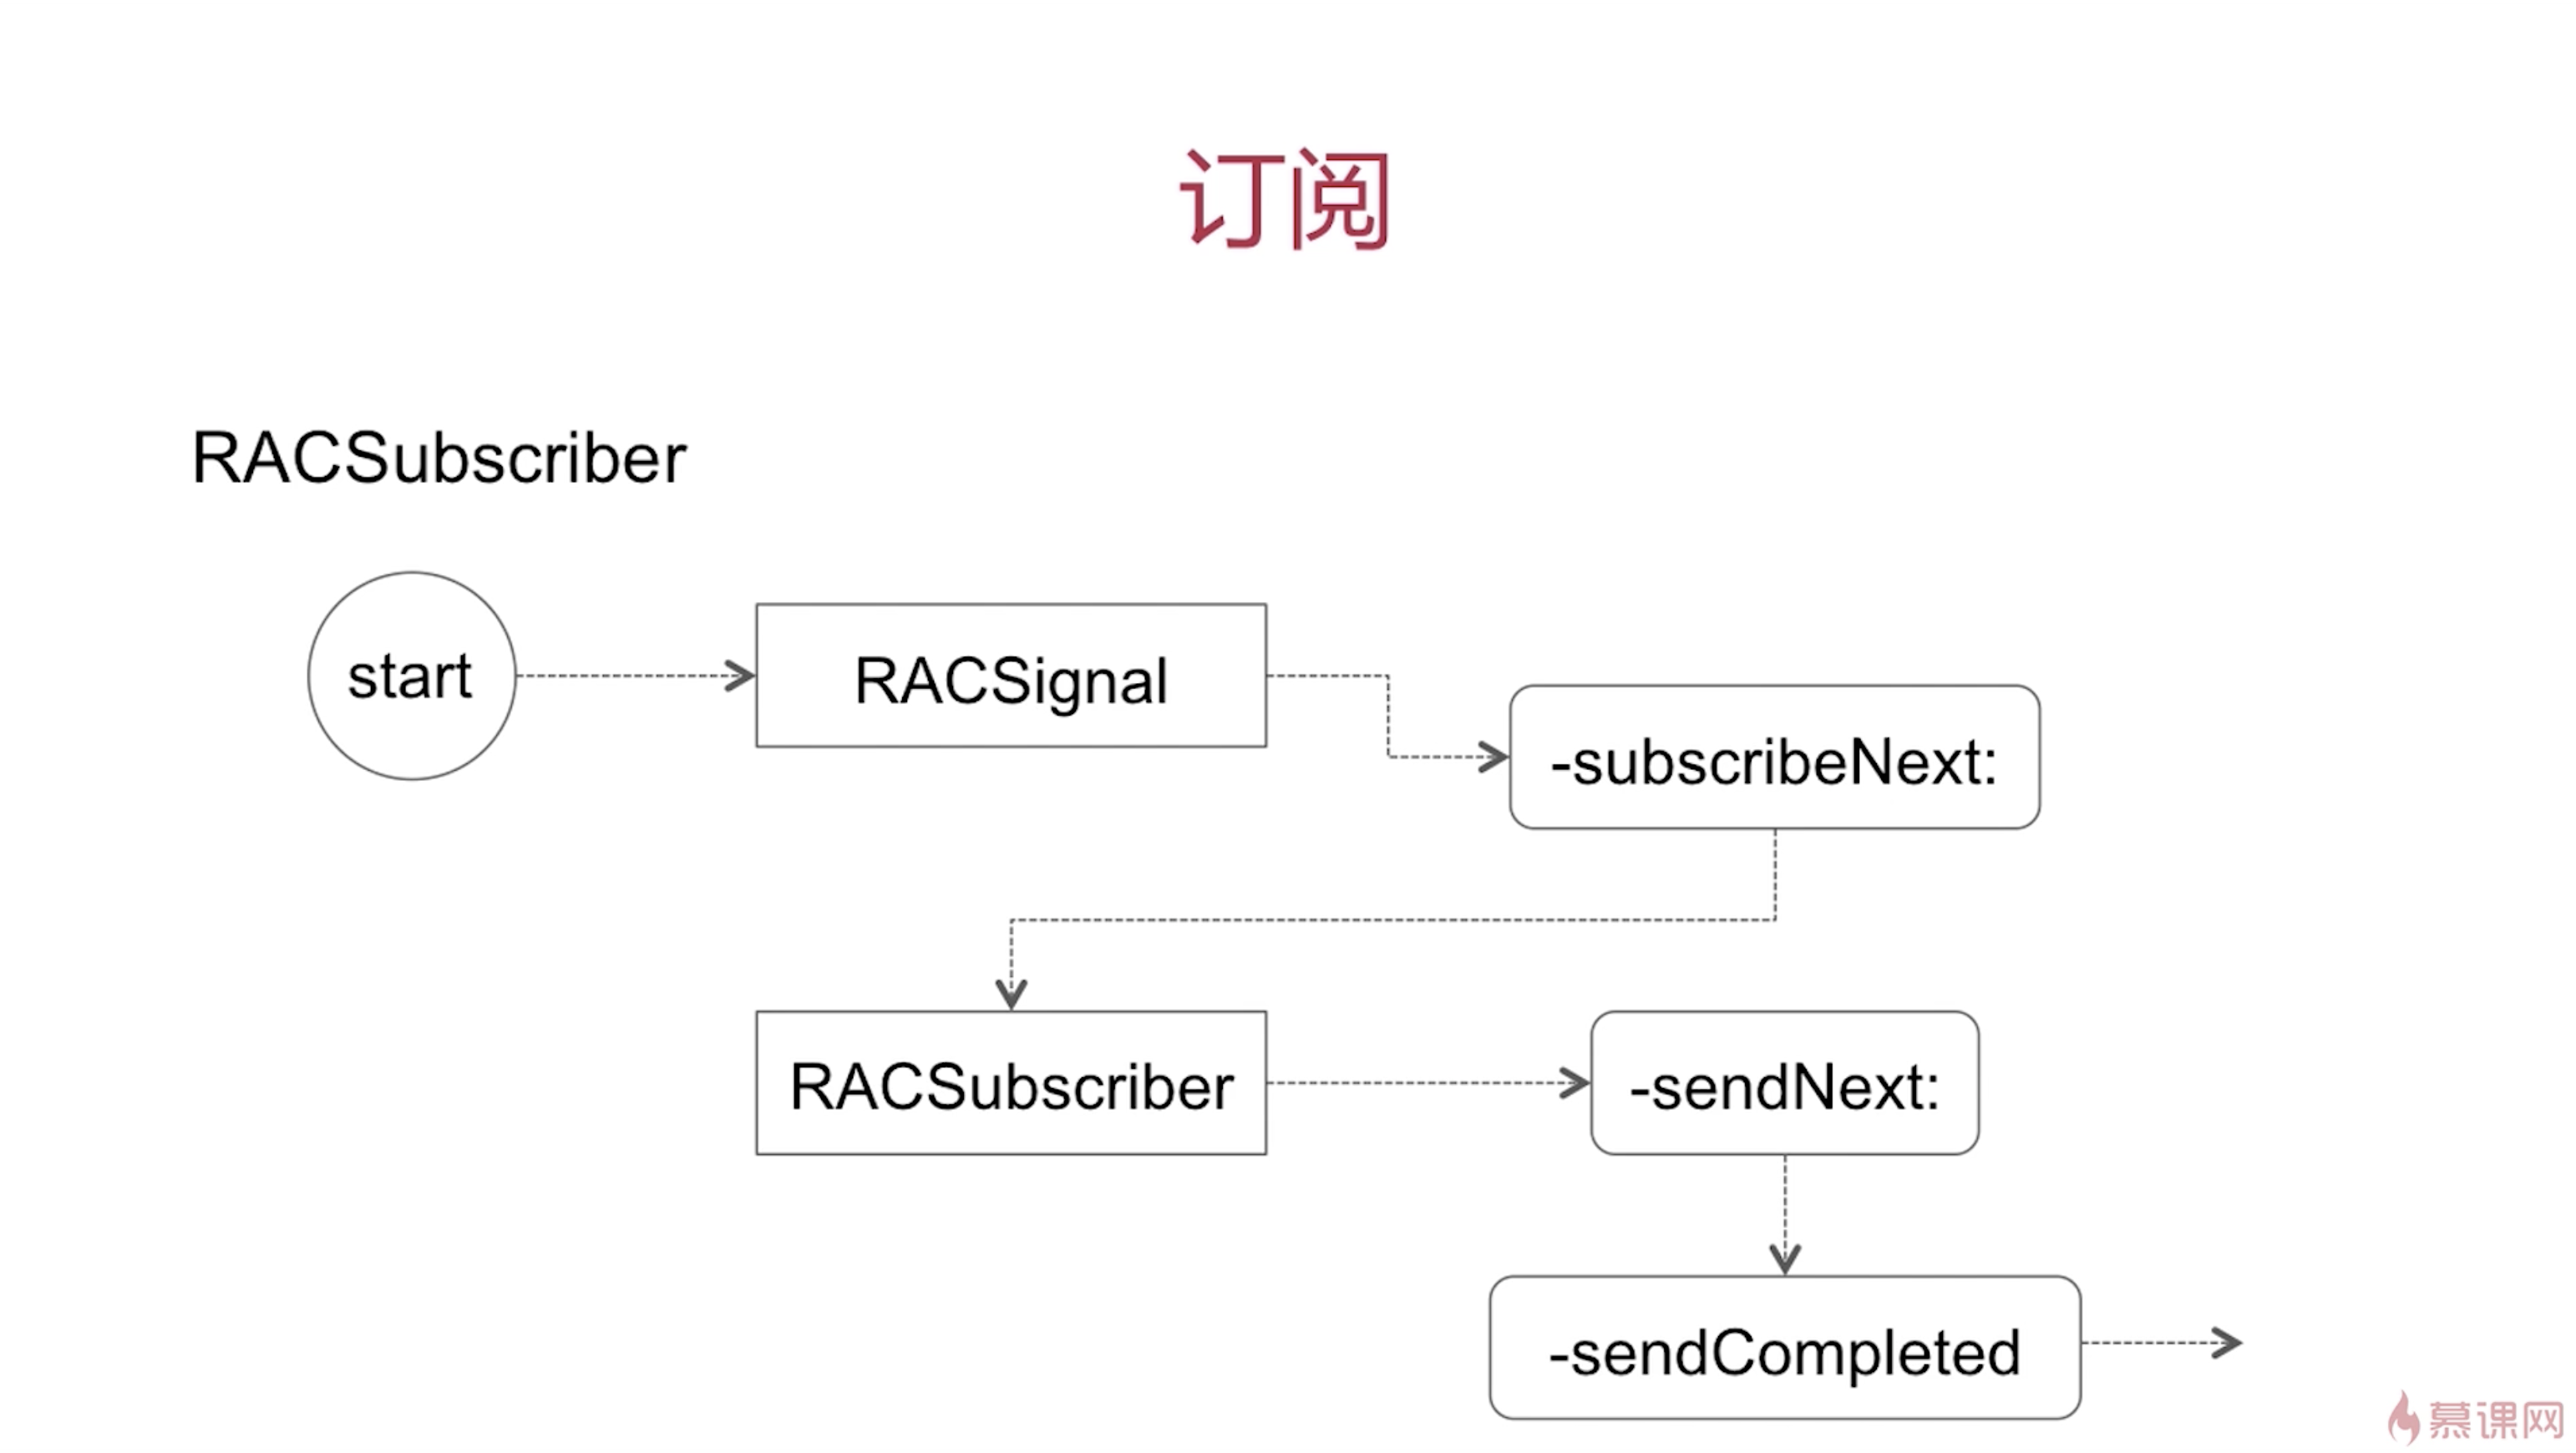 订阅
RACSubscriber
start
RACSignal
-subscribeNext:
RACSubscriber
-sendNext:
-sendCompleted
慕课网